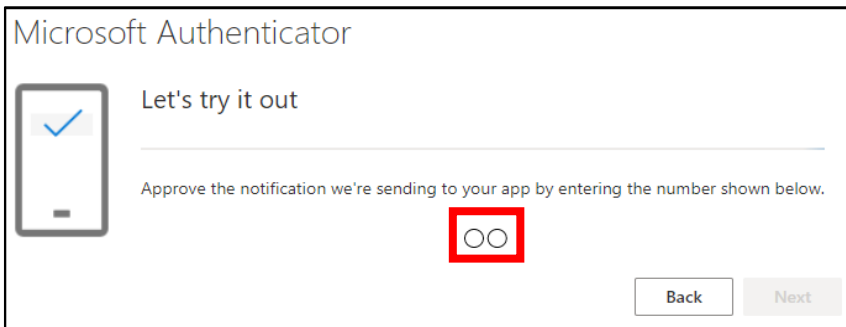 Microsoft Authenticator
Let's try it out
Approve the notification we're sending to your app by entering the number shown below.
○○
Back
Next